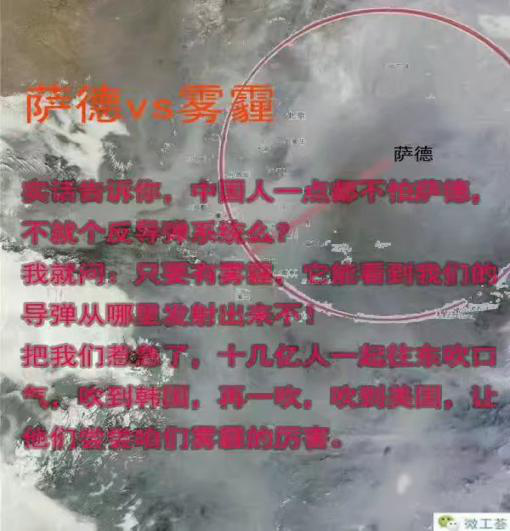 萨德vs雾霾
北京
萨德
实话告诉你，中国人一点都不怕萨德，
不就个反导弹系统么？
我就问：只要有雾霾，它能看到我们的
导弹从哪里发射出来不！
把我们惹急了，十几亿人一起往东吹口
气，吹到韩国，再一吹，吹到美国，让
他们尝尝咱们雾霾的厉害。
微工荟